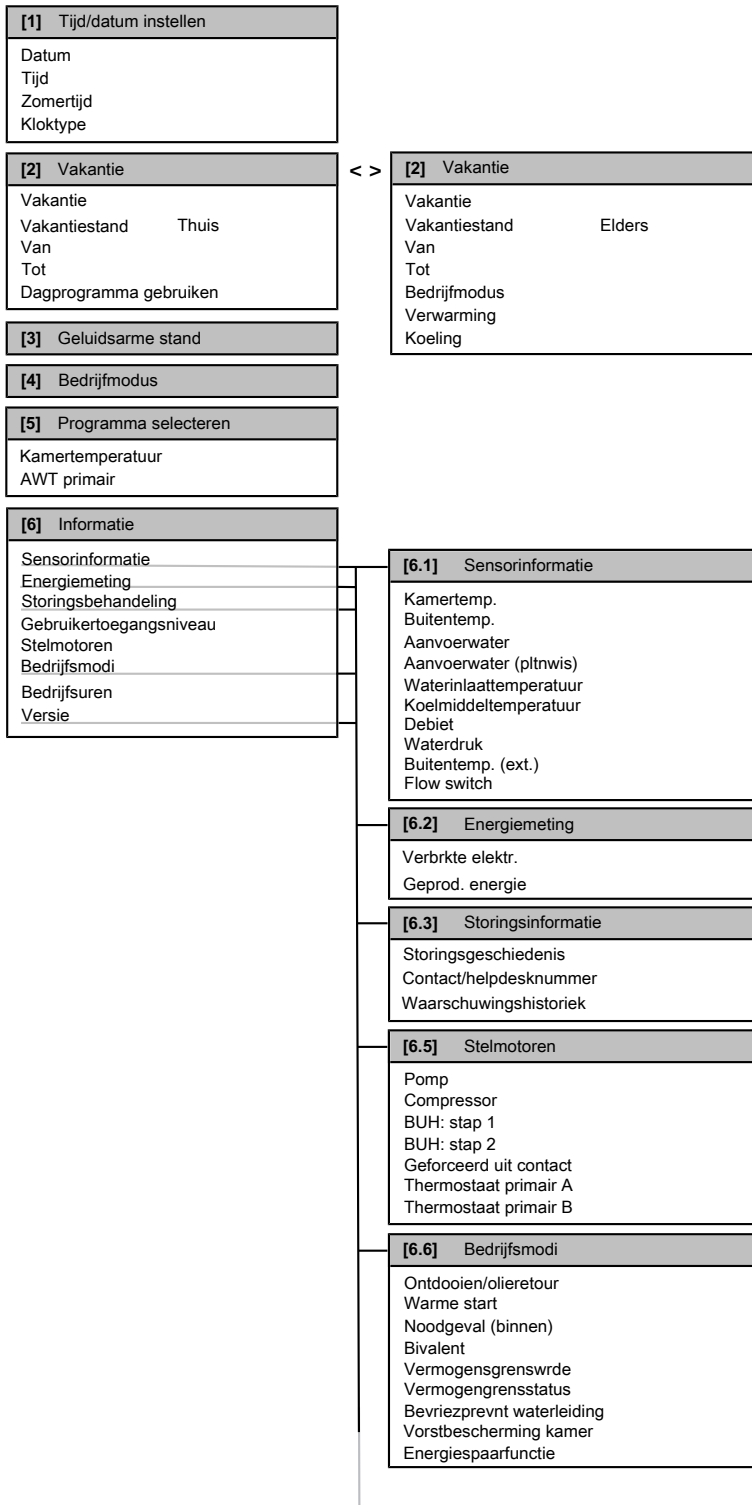 [1] Tijd/datum instellen
Datum
Tijd
Zomertijd
Kloktype
[2] Vakantie
Vakantie
Vakantiestand Thuis
Van
Tot
Dagprogramma gebruiken
< >
[2] Vakantie
Vakantie
Vakantiestand Elders
Van
Tot
Bedrijfmodus
Verwarming
Koeling
[3] Geluidsarme stand
[4] Bedrijfmodus
[5] Programma selecteren
Kamertemperatuur
AWT primair
[6] Informatie
Sensorinformatie
Energiemeting
Storingsbehandeling
Gebruikertoegangsniveau
Stelmotoren
Bedrijfsmodi
Bedrijfsuren
Versie
[6.1] Sensorinformatie
Kamertemp.
Buitentemp.
Aanvoerwater
Aanvoerwater (pltnwis)
Waterinlaattemperatuur
Koelmiddeltemperatuur
Debiet
Waterdruk
Buitentemp. (ext.)
Flow switch
[6.2] Energiemeting
Verbrkte elektr.
Geprod. energie
[6.3] Storingsinformatie
Storingsgeschiedenis
Contact/helpdesknummer
Waarschuwingshistoriek
[6.5] Stelmotoren
Pomp
Compressor
BUH: stap 1
BUH: stap 2
Geforceerd uit contact
Thermostaat primair A
Thermostaat primair B
[6.6] Bedrijfsmodi
Ontdooien/olieretour
Warme start
Noodgeval (binnen)
Bivalent
Vermogensgrenswrde
Vermogengrensstatus
Bevriezprevnt waterleiding
Vorstbescherming kamer
Energiespaarfunctie